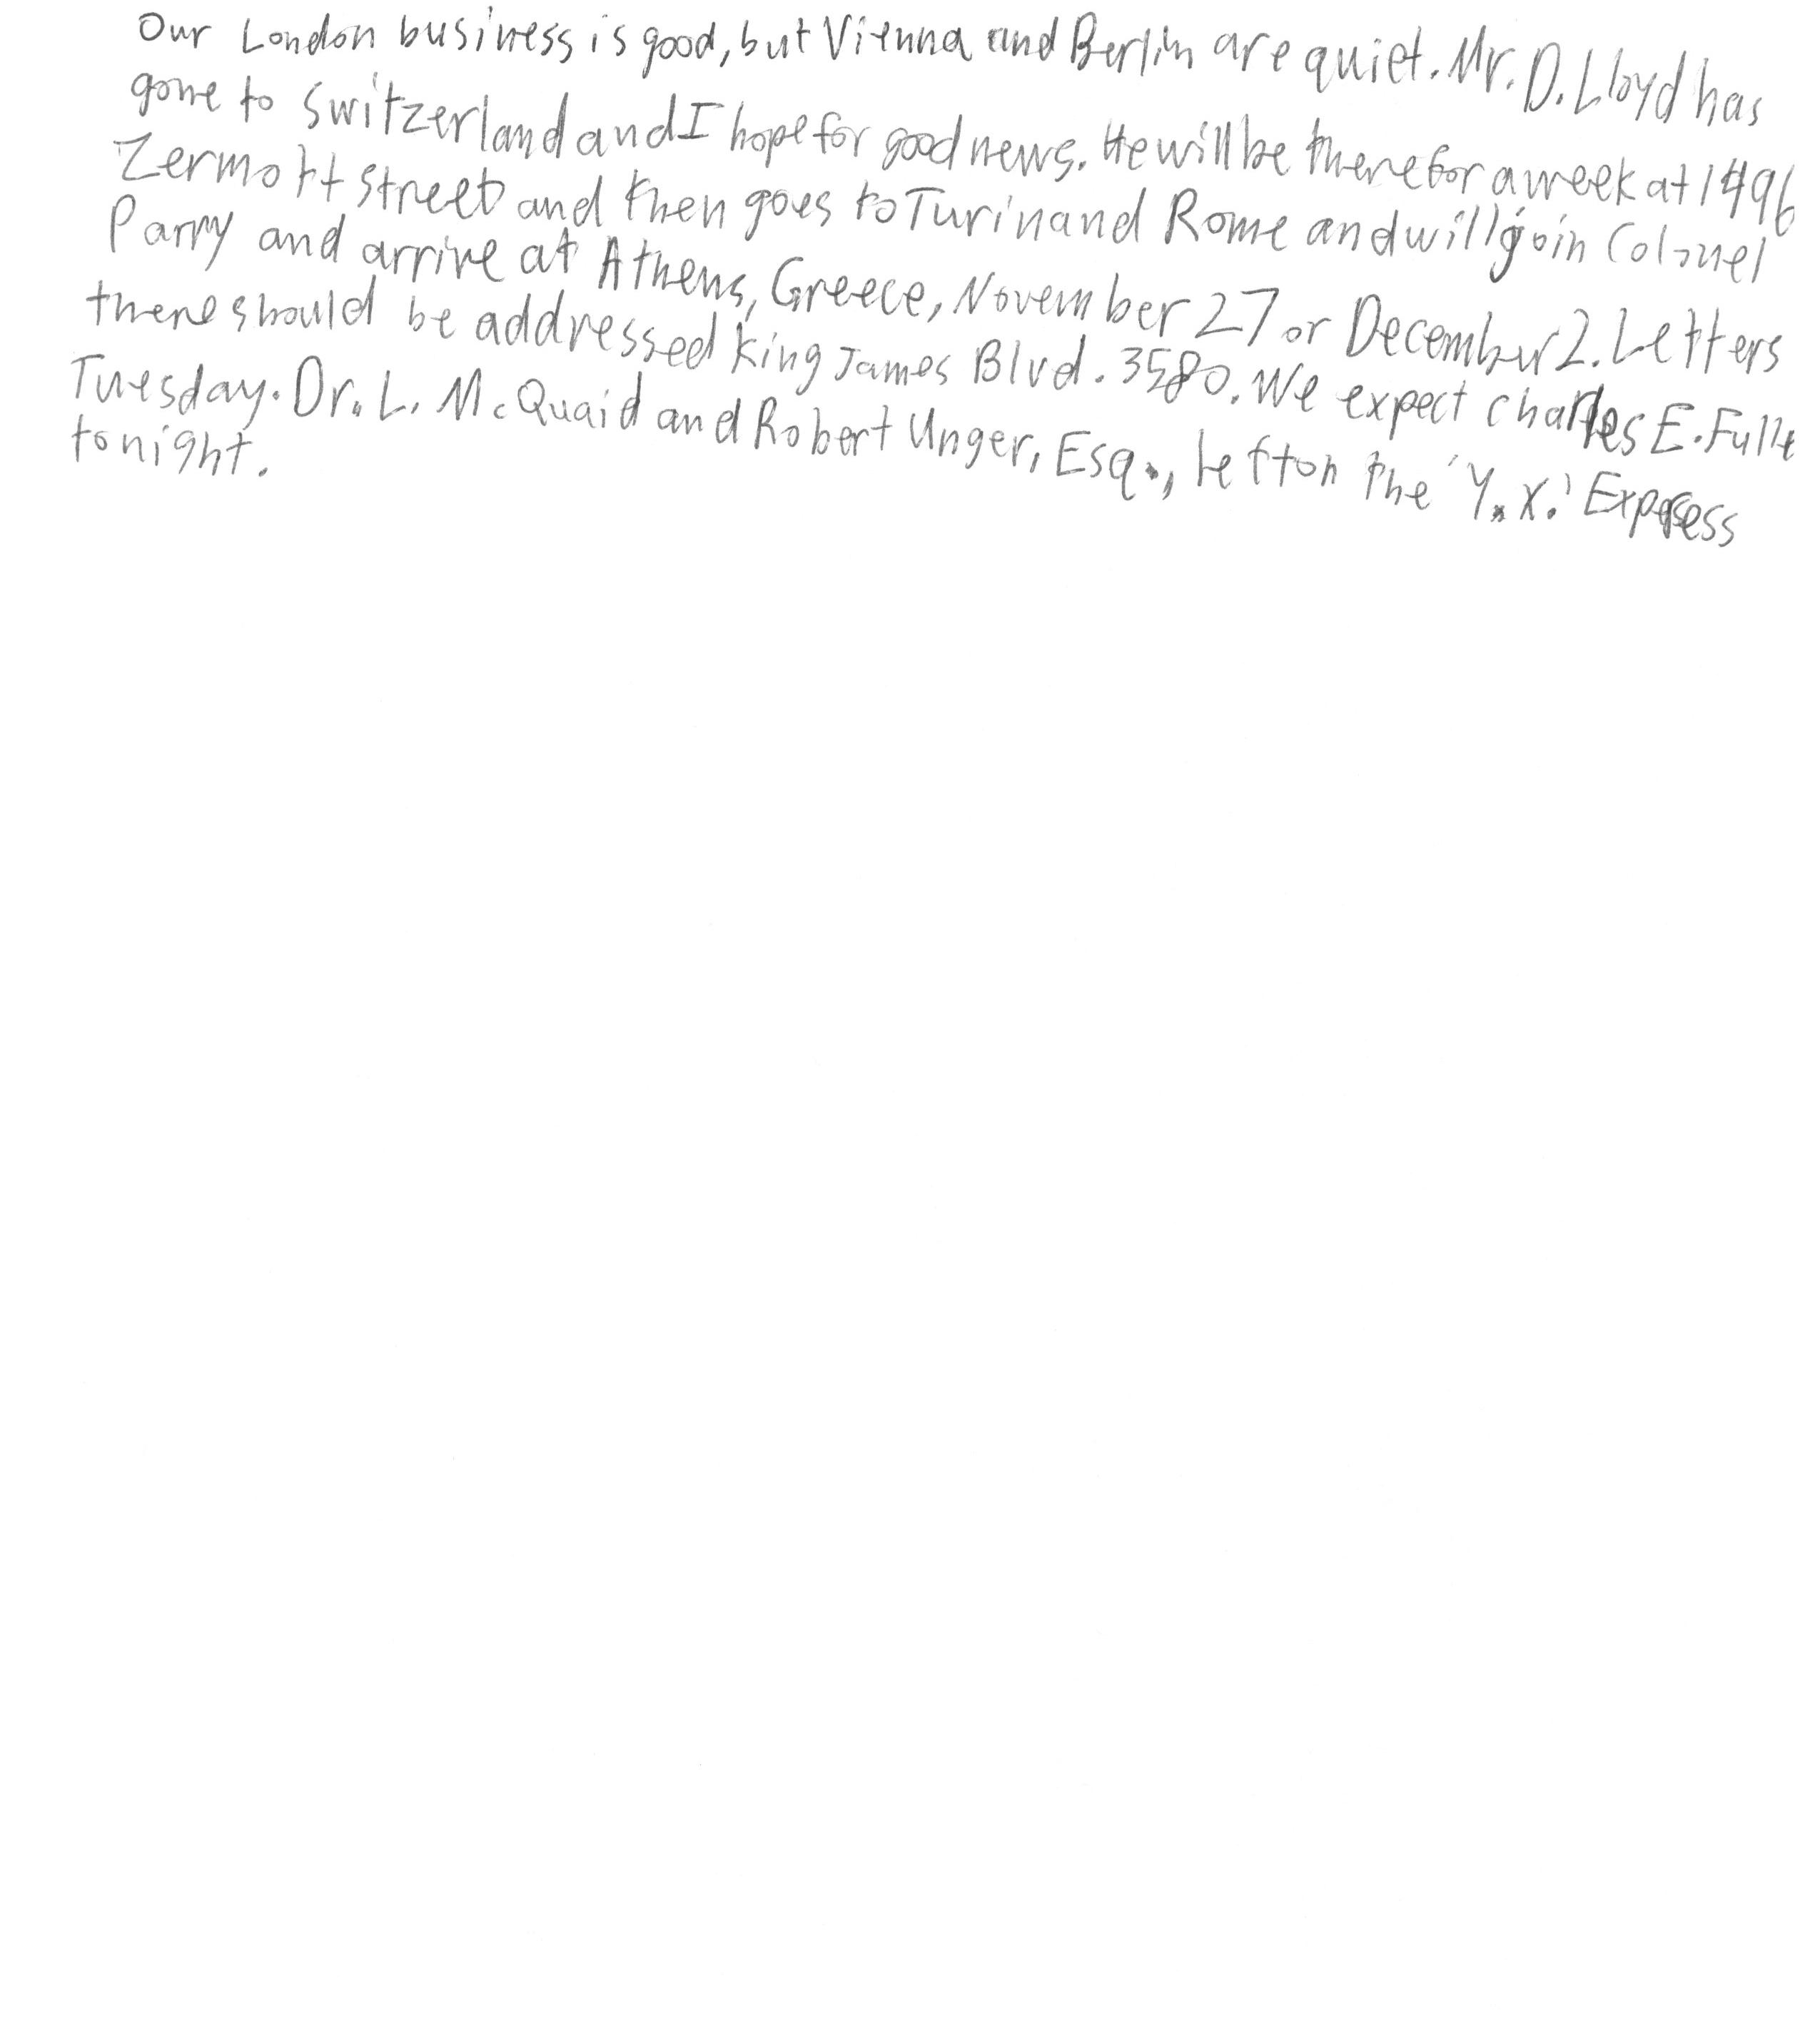 Our London business is good, but Vienna and Berlin are quiet. Mr. D. Lloyd has
gone to Switzerland and I hope for good news. He will be there for a week at 1496
Zermott street and then goes to Turin and Rome and will join Colonel
Parry and arrive at Athens, Greece, November 27 or December 2. Letters
there should be addressed King James Blvd. 3580. We expect Charles E. Fulle
Tuesday. Dr. L. McQuaid and Robert Unger, Esq., left on the 'Y.X.' Express
tonight.